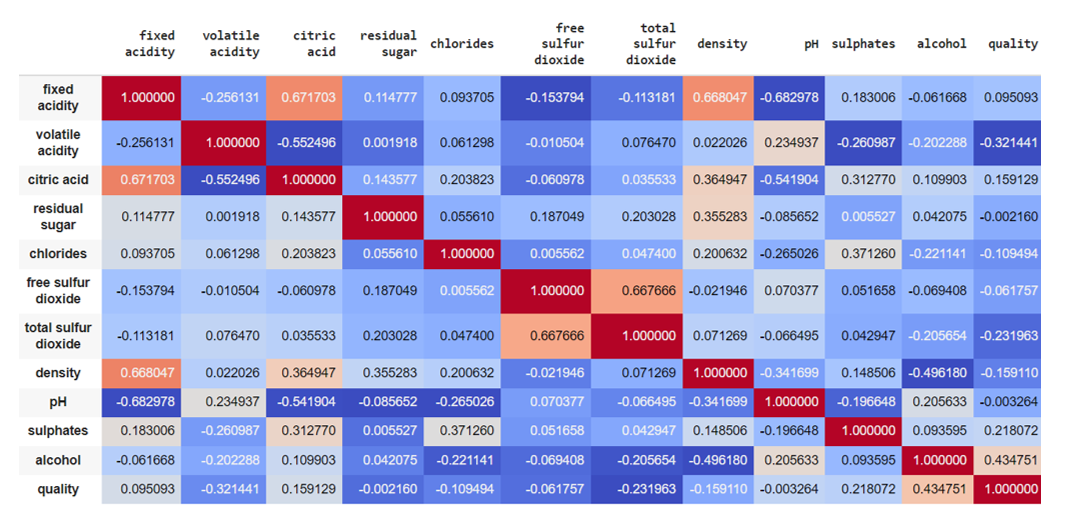 fixed acidity volatile acidity citric acid residual sugar chlorides free sulfur dioxide total sulfur dioxide density pH sulphates alcohol quality
fixed acidity 1.000000 -0.256131 0.671703 0.114777 0.093705 -0.153794 -0.113181 0.668047 -0.682978 0.183006 -0.061668 0.095093
volatile acidity -0.256131 1.000000 -0.552496 0.001918 0.061298 -0.010504 0.076470 0.022026 0.234937 -0.260987 -0.202288 -0.321441
citric acid 0.671703 -0.552496 1.000000 0.143577 0.203823 -0.060978 0.035533 0.364947 -0.541904 0.312770 0.109903 0.159129
residual sugar 0.114777 0.001918 0.143577 1.000000 0.055610 0.187049 0.203028 0.355283 -0.085652 0.005527 0.042075 -0.002160
chlorides 0.093705 0.061298 0.203823 0.055610 1.000000 0.005562 0.047400 0.200632 -0.265026 0.371260 -0.221141 -0.109494
free sulfur dioxide -0.153794 -0.010504 -0.060978 0.187049 0.005562 1.000000 0.667666 -0.021946 0.070377 0.051658 -0.069408 -0.061757
total sulfur dioxide -0.113181 0.076470 0.035533 0.203028 0.047400 0.667666 1.000000 0.071269 -0.066495 0.042947 -0.205654 -0.231963
density 0.668047 0.022026 0.364947 0.355283 0.200632 -0.021946 0.071269 1.000000 -0.341699 0.148506 -0.496180 -0.159110
pH -0.682978 0.234937 -0.541904 -0.085652 -0.265026 0.070377 -0.066495 -0.341699 1.000000 -0.196648 0.205633 -0.003264
sulphates 0.183006 -0.260987 0.312770 0.005527 0.371260 0.051658 0.042947 0.148506 -0.196648 1.000000 0.093595 0.218072
alcohol -0.061668 -0.202288 0.109903 0.042075 -0.221141 -0.069408 -0.205654 -0.496180 0.205633 0.093595 1.000000 0.434751
quality 0.095093 -0.321441 0.159129 -0.002160 -0.109494 -0.061757 -0.231963 -0.159110 -0.003264 0.218072 0.434751 1.000000